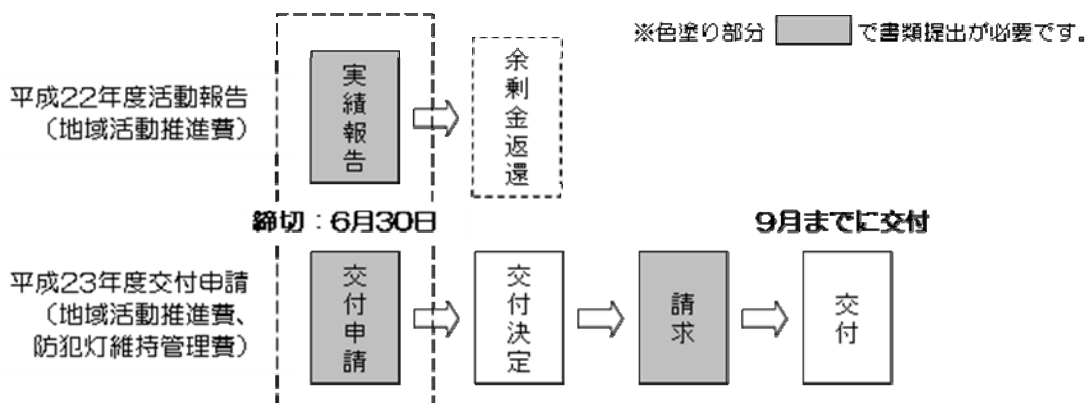 ※色塗り部分 で書類提出が必要です。
平成22年度活動報告
（地域活動推進費）
実績報告
余剰金返還
締切：6月30日
9月までに交付
平成23年度交付申請
（地域活動推進費、
防犯灯維持管理費）
交付申請
交付決定
請求
交付